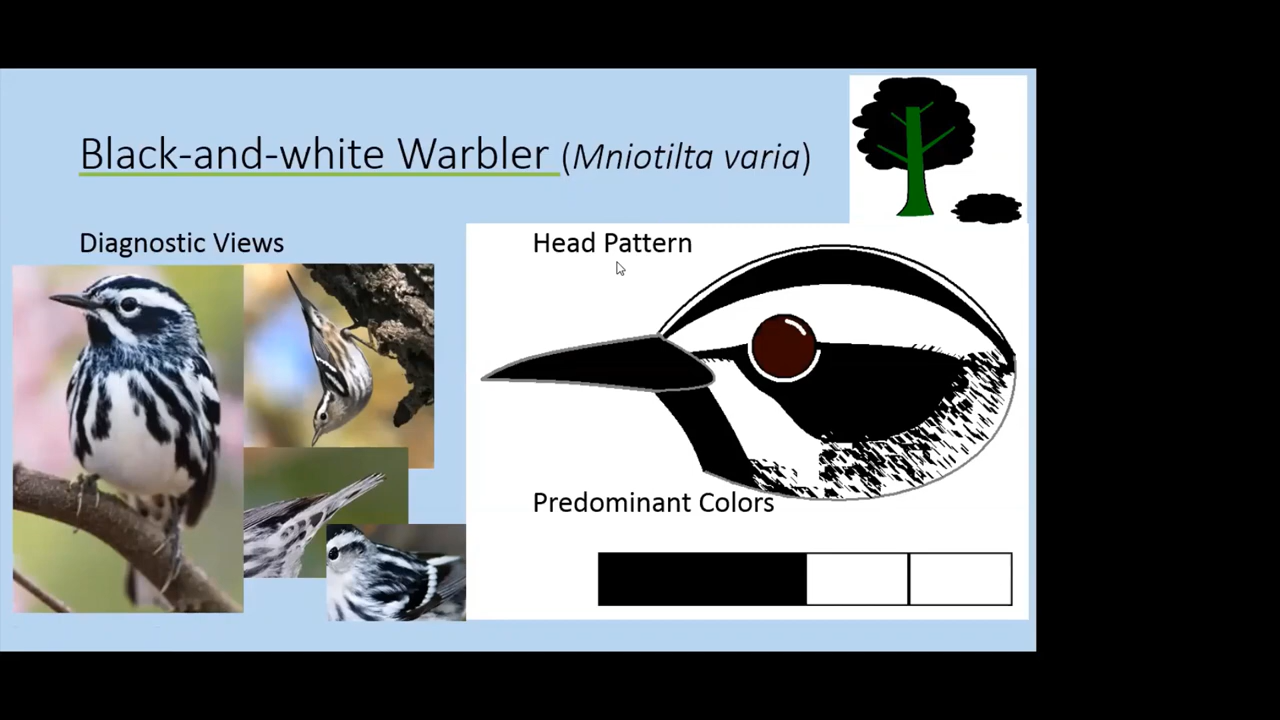 Black-and-white Warbler (Mniotilta varia)
Diagnostic Views
Head Pattern
Predominant Colors